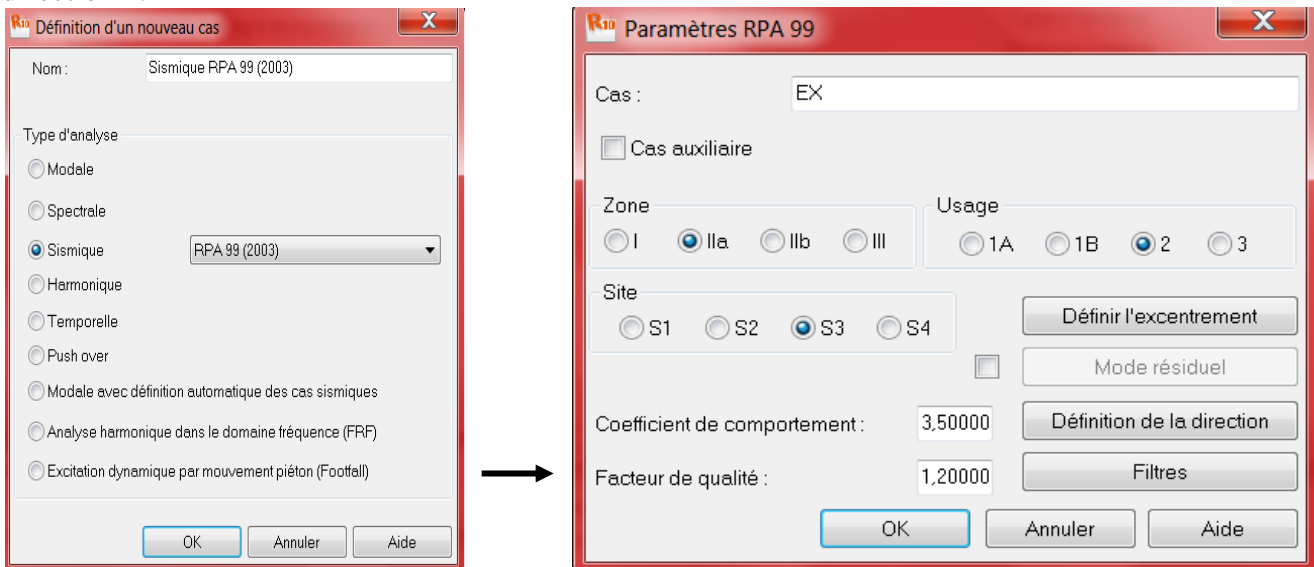 Définition d'un nouveau cas
Nom : Sismique RPA 99 (2003)
Type d'analyse
Modale
Spectrale
Sismique RPA 99 (2003)
Harmonique
Temporelle
Push over
Modale avec définition automatique des cas sismiques
Analyse harmonique dans le domaine fréquence (FRF)
Excitation dynamique par mouvement piéton (Footfall)
OK Annuler Aide
Paramètres RPA 99
Cas : EX
Cas auxiliaire
Zone
I IIa IIb III
Usage
1A 1B 2 3
Site
S1 S2 S3 S4
Définir l'excentrement
Mode résiduel
Coefficient de comportement : 3,50000 Définition de la direction
Facteur de qualité : 1,20000 Filtres
OK Annuler Aide